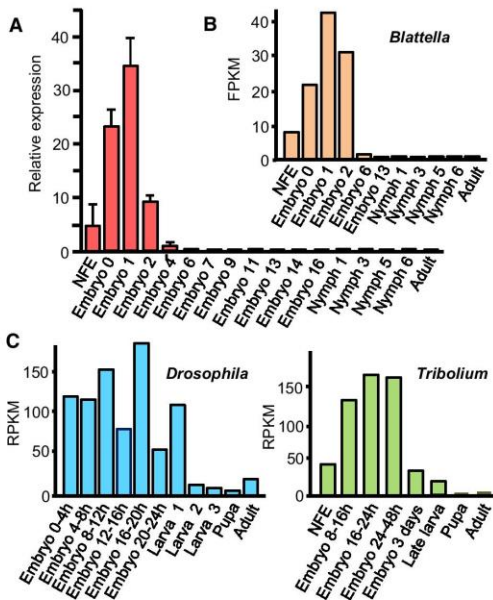 A
Relative expression
40
30
20
10
0
NFE
Embryo 0
Embryo 1
Embryo 2
Embryo 4
Embryo 6
Embryo 7
Embryo 9
Embryo 11
Embryo 13
Embryo 14
Embryo 16
Nymph 1
Nymph 3
Nymph 5
Nymph 6
Adult
B
Blattella
FPKM
40
30
20
10
0
NFE
Embryo 0
Embryo 1
Embryo 2
Embryo 6
Embryo 13
Nymph 1
Nymph 3
Nymph 5
Nymph 6
Adult
C
Drosophila
RPKM
150
100
50
0
Embryo 0-4h
Embryo 4-8h
Embryo 8-12h
Embryo 12-16h
Embryo 16-20h
Embryo 20-24h
Larva 1
Larva 2
Larva 3
Pupa
Adult
Tribolium
RPKM
150
100
50
0
NFE
Embryo 8-16h
Embryo 16-24h
Embryo 24-48h
Embryo 3 days
Late larva
Pupa
Adult